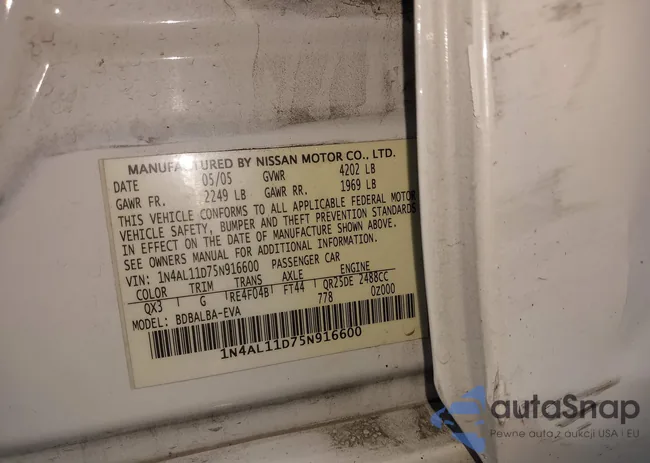 MANUFACTURED BY NISSAN MOTOR CO., LTD.
DATE 05/05 GVWR 4202 LB
GAWR FR. 2249 LB GAWR RR. 1969 LB
THIS VEHICLE CONFORMS TO ALL APPLICABLE FEDERAL MOTOR
VEHICLE SAFETY, BUMPER AND THEFT PREVENTION STANDARDS
IN EFFECT ON THE DATE OF MANUFACTURE SHOWN ABOVE.
SEE OWNERS MANUAL FOR ADDITIONAL INFORMATION.
VIN: 1N4AL11D75N916600 PASSENGER CAR
COLOR TRIM TRANS AXLE ENGINE
QX3 G RE4F04B FT44 QR25DE 2488CC
MODEL: BDBALBA-EVA 778 0Z000
1N4AL11D75N916600
autaSnap
Pewne auta z aukcji USA i EU